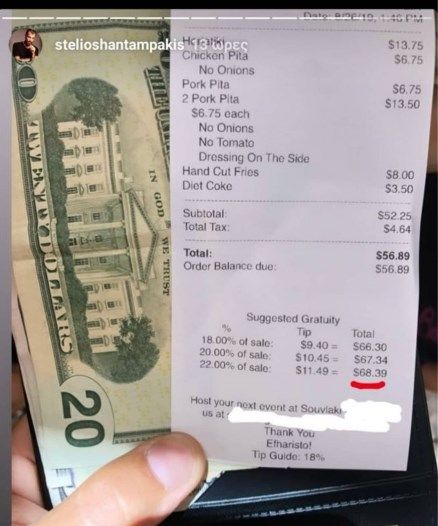 stelioshantampakis 13 ώρες
Date: 8/26/19, 1:46 PM
$13.75
Chicken Pita $6.75
No Onions
Pork Pita $6.75
2 Pork Pita $13.50
$6.75 each
No Onions
No Tomato
Dressing On The Side
Hand Cut Fries $8.00
Diet Coke $3.50
Subtotal: $52.25
Total Tax: $4.64
Total: $56.89
Order Balance due: $56.89
Suggested Gratuity
% Tip Total
18.00% of sale: $9.40 = $66.30
20.00% of sale: $10.45 = $67.34
22.00% of sale: $11.49 = $68.39
Host your next event at Souvlaki
us at
Thank You
Efharisto!
Tip Guide: 18%
IN GOD WE TRUST
TWENTY DOLLARS
20